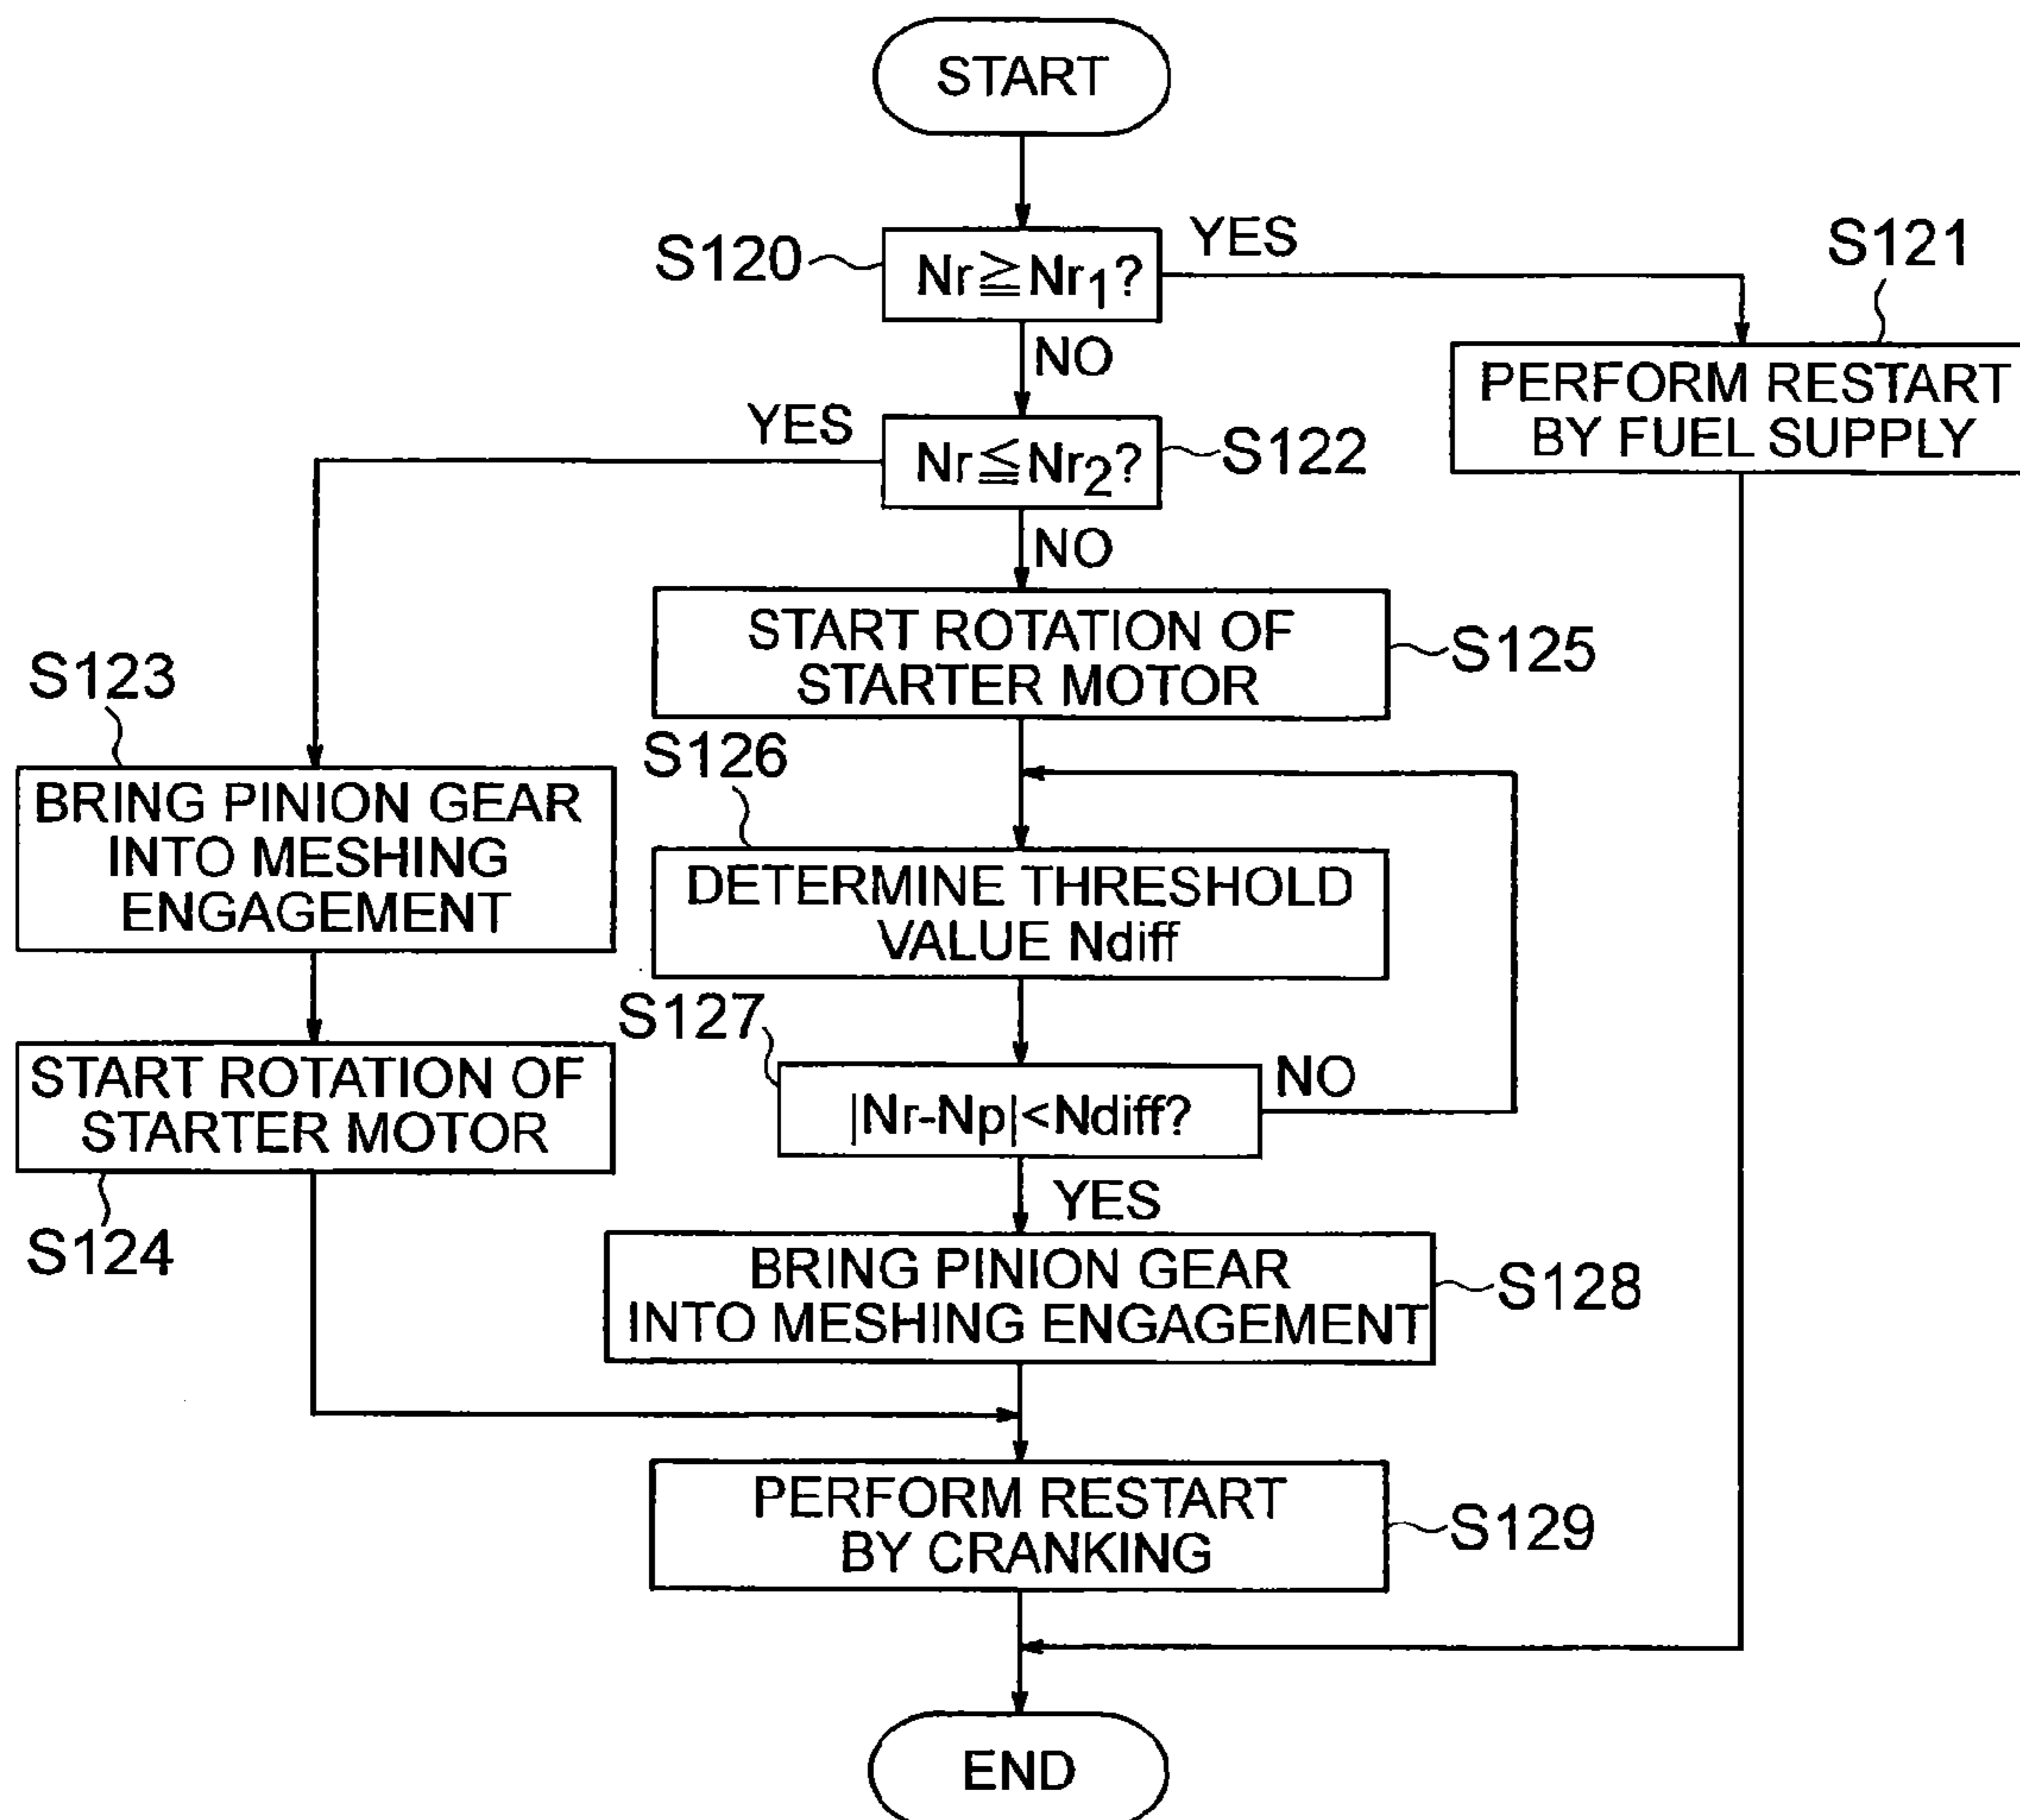 START
S120
Nr≧Nr1?
YES
S121
PERFORM RESTART
BY FUEL SUPPLY
NO
YES
Nr≦Nr2?
S122
NO
START ROTATION OF
STARTER MOTOR
S125
S123
BRING PINION GEAR
INTO MESHING
ENGAGEMENT
S126
DETERMINE THRESHOLD
VALUE Ndiff
START ROTATION OF
STARTER MOTOR
S124
S127
|Nr-Np|<Ndiff?
NO
YES
BRING PINION GEAR
INTO MESHING ENGAGEMENT
S128
PERFORM RESTART
BY CRANKING
S129
END